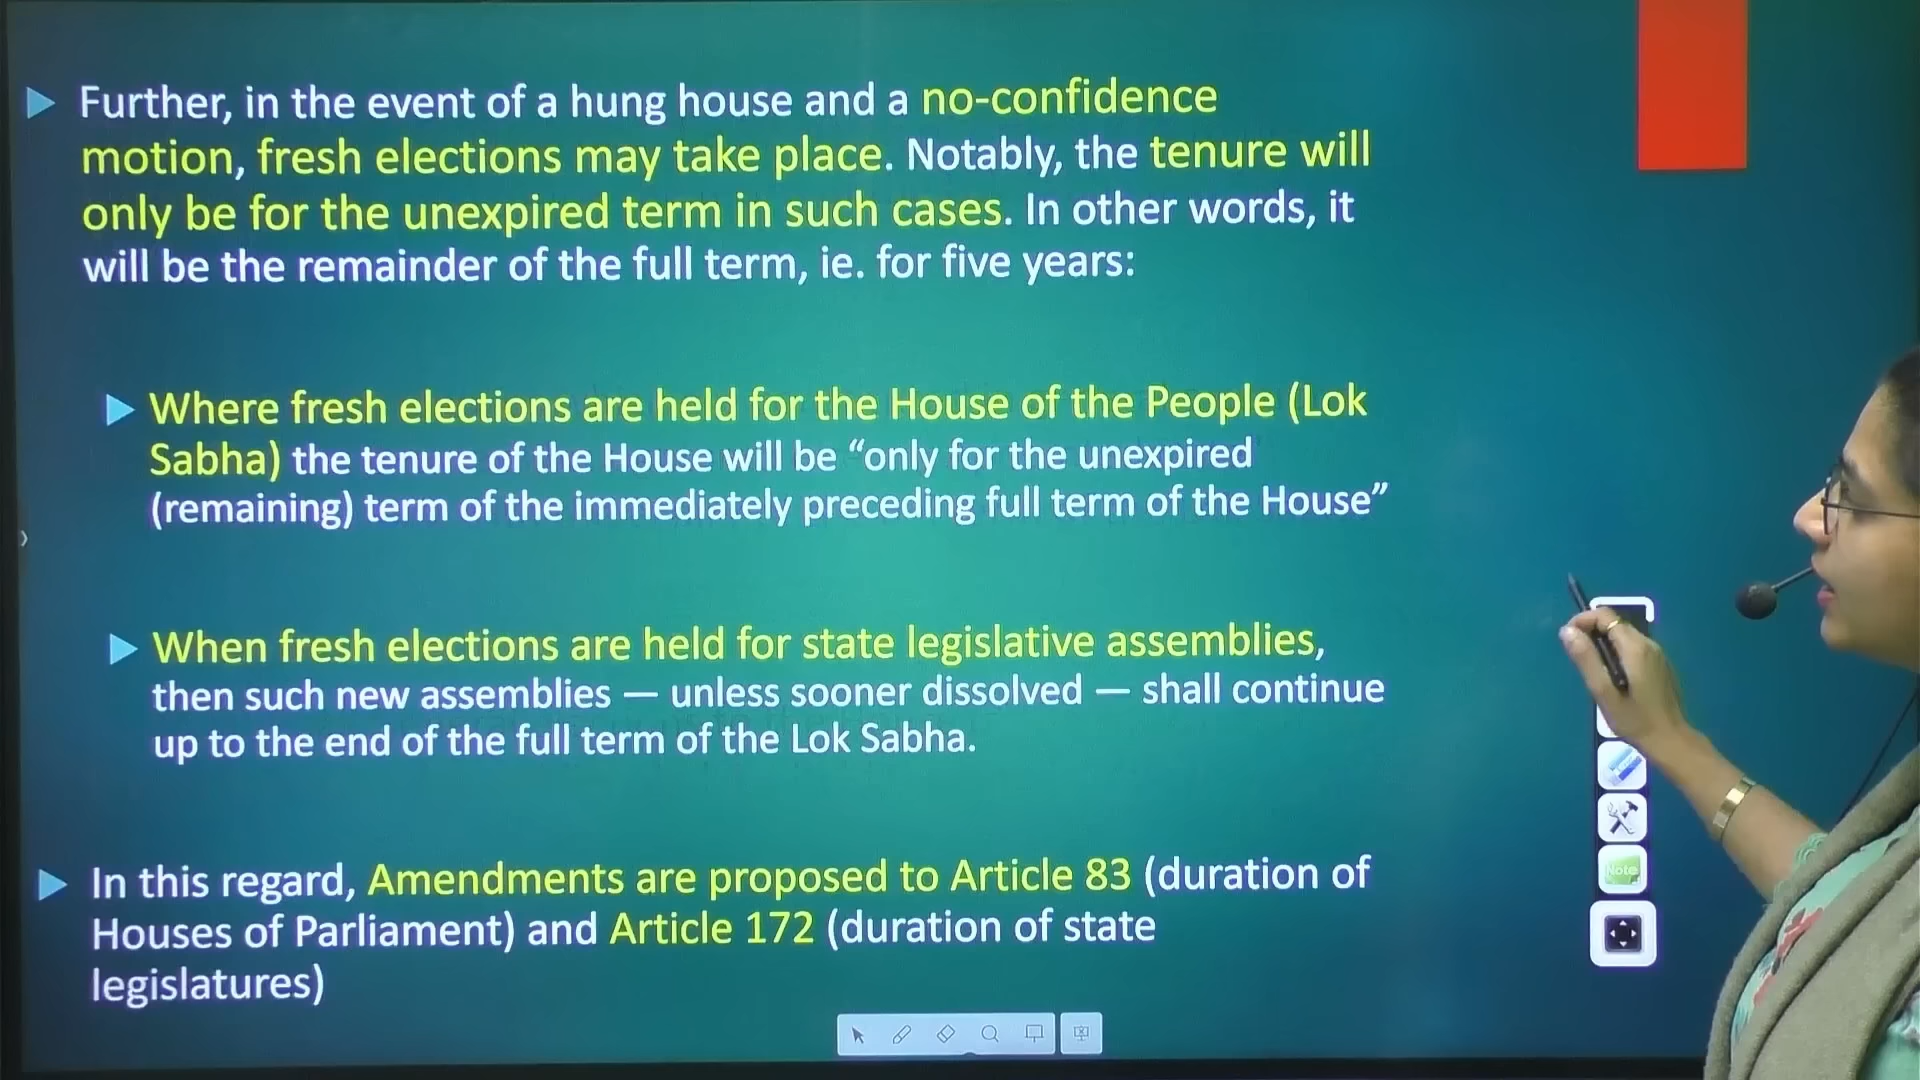 Further, in the event of a hung house and a no-confidence
motion, fresh elections may take place. Notably, the tenure will
only be for the unexpired term in such cases. In other words, it
will be the remainder of the full term, ie. for five years:
Where fresh elections are held for the House of the People (Lok
Sabha) the tenure of the House will be “only for the unexpired
(remaining) term of the immediately preceding full term of the House”
When fresh elections are held for state legislative assemblies,
then such new assemblies — unless sooner dissolved — shall continue
up to the end of the full term of the Lok Sabha.
In this regard, Amendments are proposed to Article 83 (duration of
Houses of Parliament) and Article 172 (duration of state
legislatures)
Note